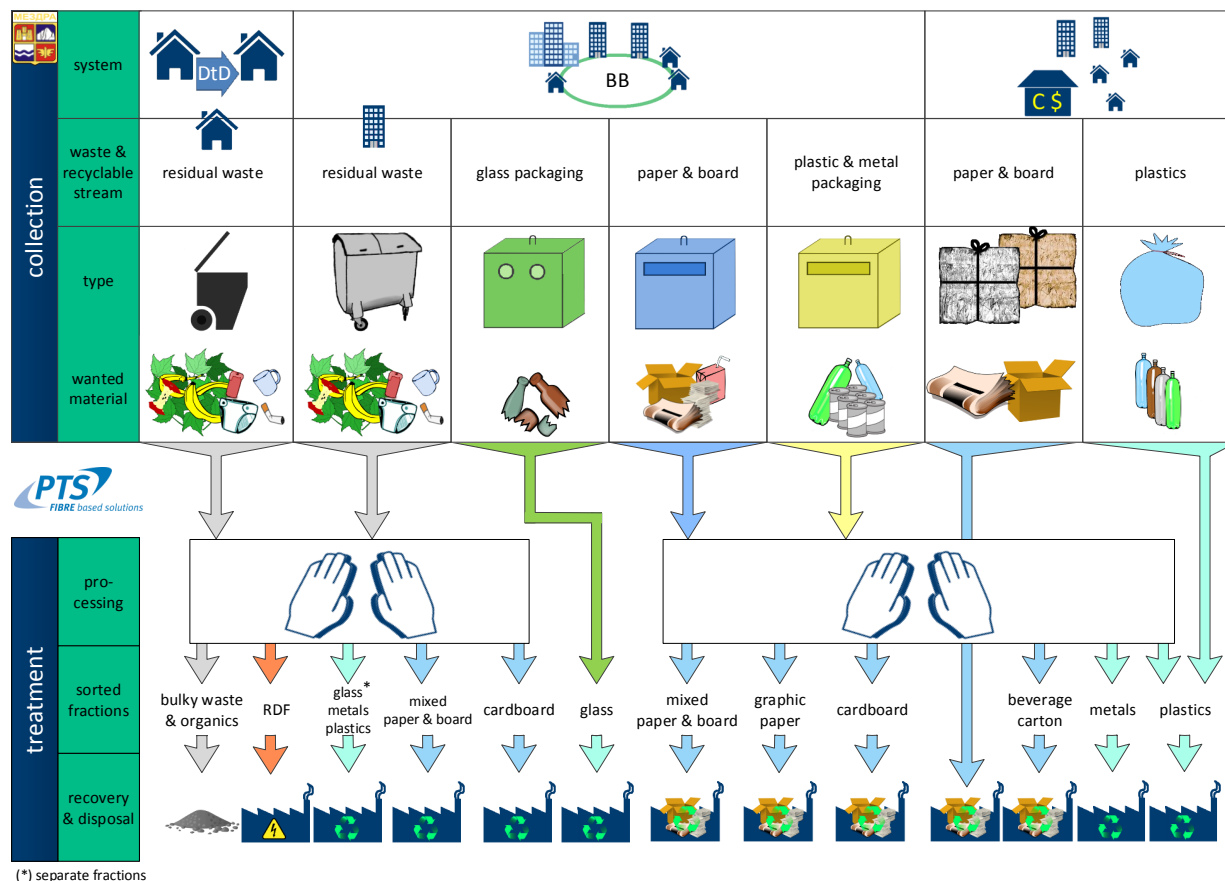 МЕЗДРА
collection
system
DtD
BB
C $
waste &
recyclable
stream
residual waste
residual waste
glass packaging
paper & board
plastic & metal
packaging
paper & board
plastics
type
wanted
material
PTS
FIBRE based solutions
treatment
pro-
cessing
sorted
fractions
bulky waste
& organics
RDF
glass*
metals
plastics
mixed
paper & board
cardboard
glass
mixed
paper & board
graphic
paper
cardboard
beverage
carton
metals
plastics
recovery
& disposal
(*) separate fractions